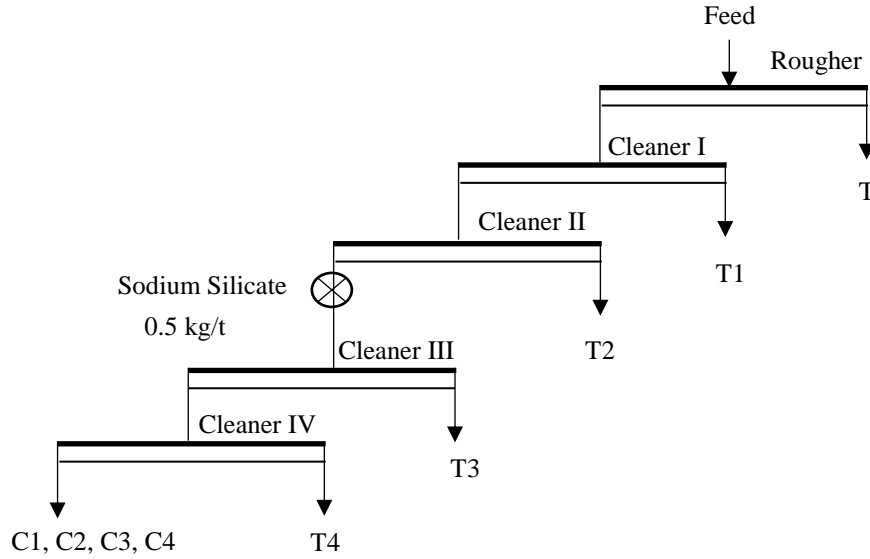 Feed
Rougher
Cleaner I
T
Cleaner II
T1
Sodium Silicate
0.5 kg/t
Cleaner III
T2
Cleaner IV
T3
C1, C2, C3, C4
T4